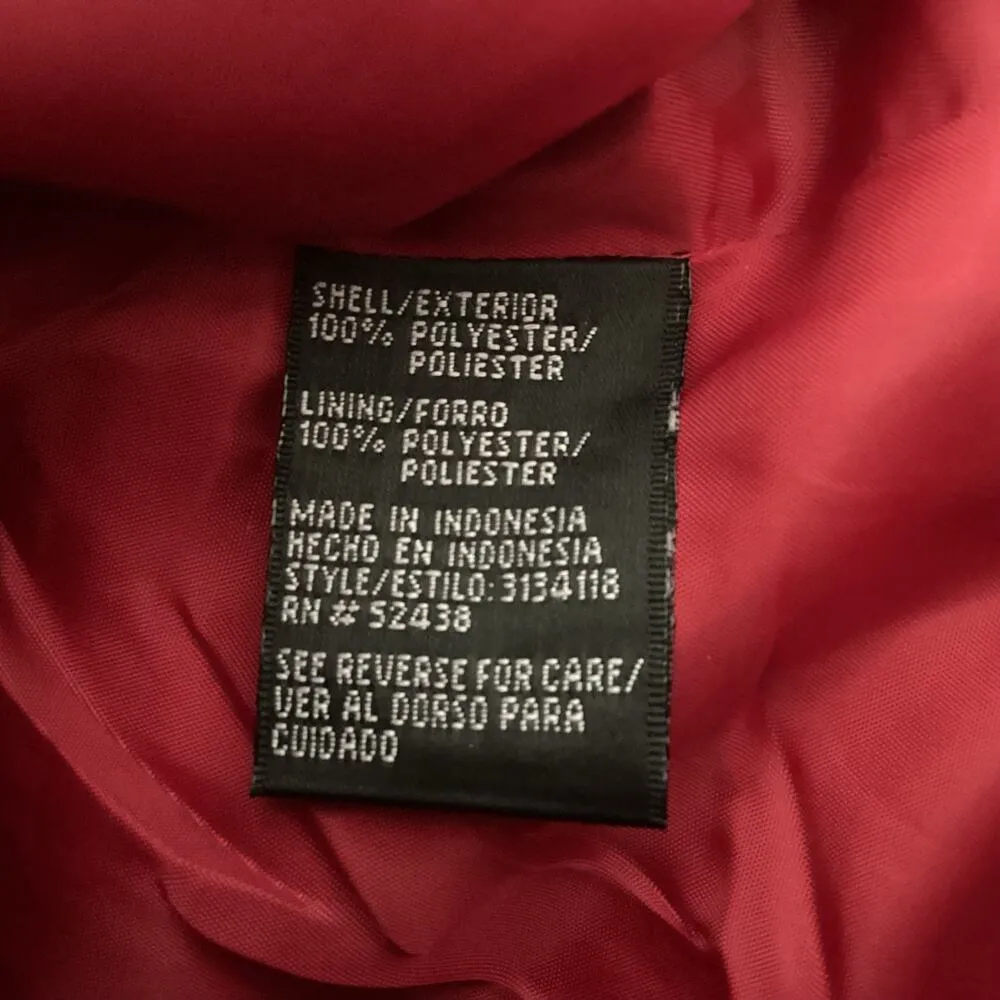 SHELL/EXTERIOR
100% POLYESTER/
POLIESTER
LINING/FORRO
100% POLYESTER/
POLIESTER
MADE IN INDONESIA
HECHO EN INDONESIA
STYLE/ESTILO: 3134118
RN # 52438
SEE REVERSE FOR CARE/
VER AL DORSO PARA
CUIDADO